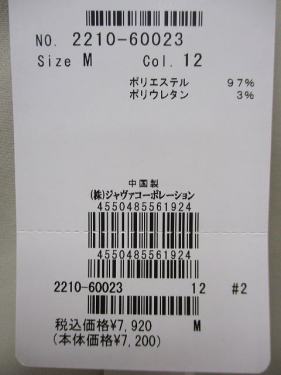 NO. 2210-60023
Size M Col. 12
ポリエステル 97%
ポリウレタン 3%
中国製
(株)ジャヴァコーポレーション
4550485561924
4550485561924
2210-60023 12 #2
税込価格¥7,920 M
(本体価格¥7,200)